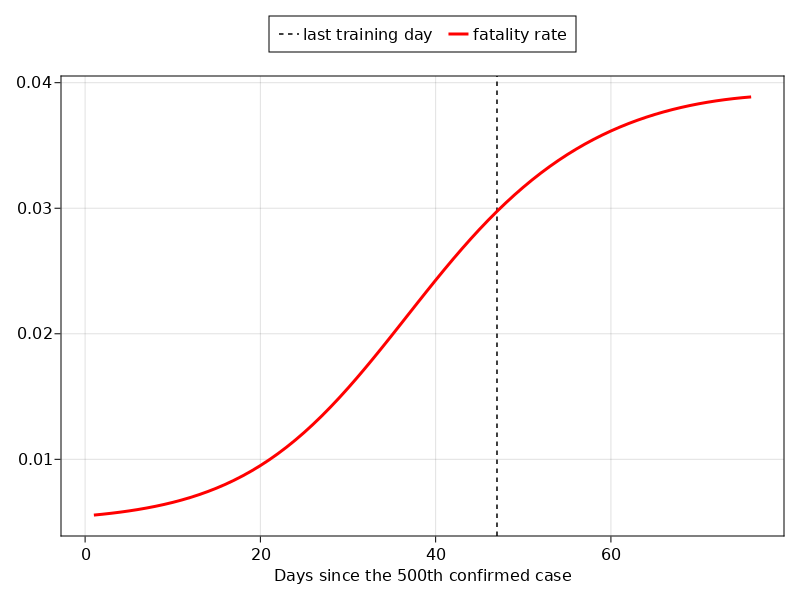 last training day fatality rate
0.04
0.03
0.02
0.01
0 20 40 60
Days since the 500th confirmed case